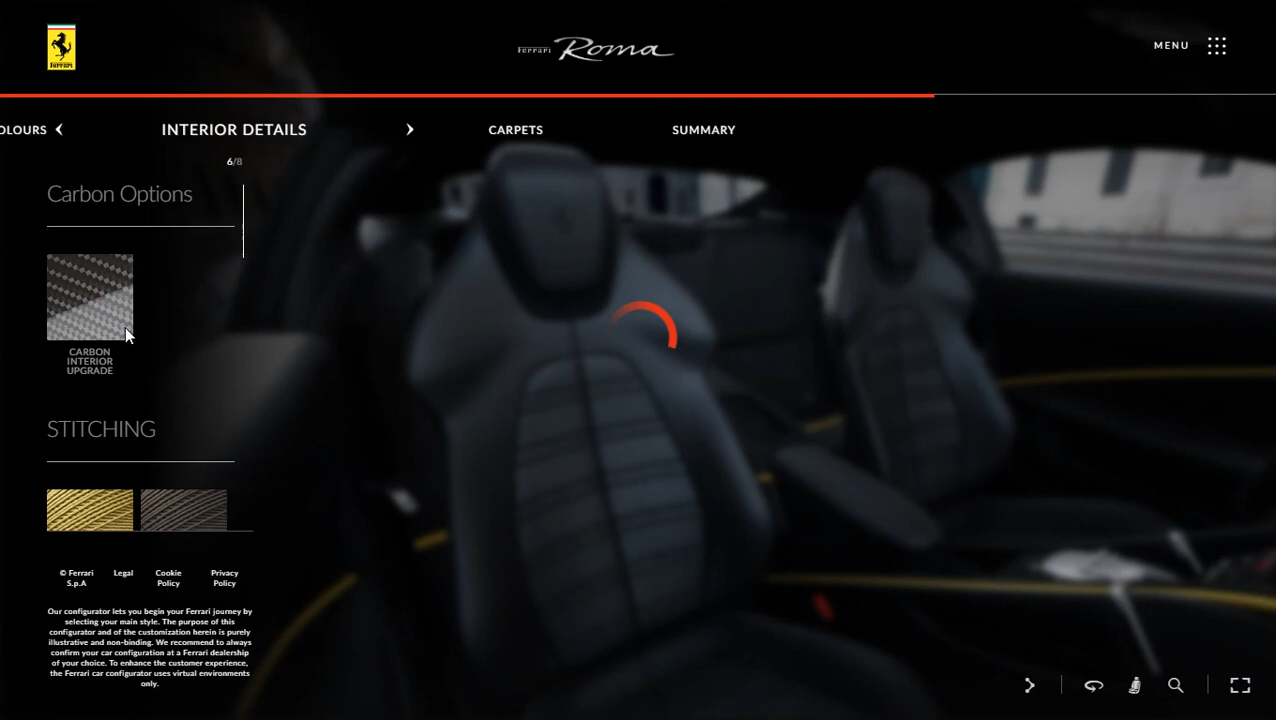 Ferrari
Ferrari Roma
MENU
OLOURS
INTERIOR DETAILS
CARPETS
SUMMARY
6/8
Carbon Options
CARBON
INTERIOR
UPGRADE
STITCHING
© Ferrari
S.p.A
Legal
Cookie
Policy
Privacy
Policy
Our configurator lets you begin your Ferrari journey by
selecting your main style. The purpose of this
configurator and of the customization herein is purely
illustrative and non-binding. We recommend to always
confirm your car configuration at a Ferrari dealership
of your choice. To enhance the customer experience,
the Ferrari car configurator uses virtual environments
only.